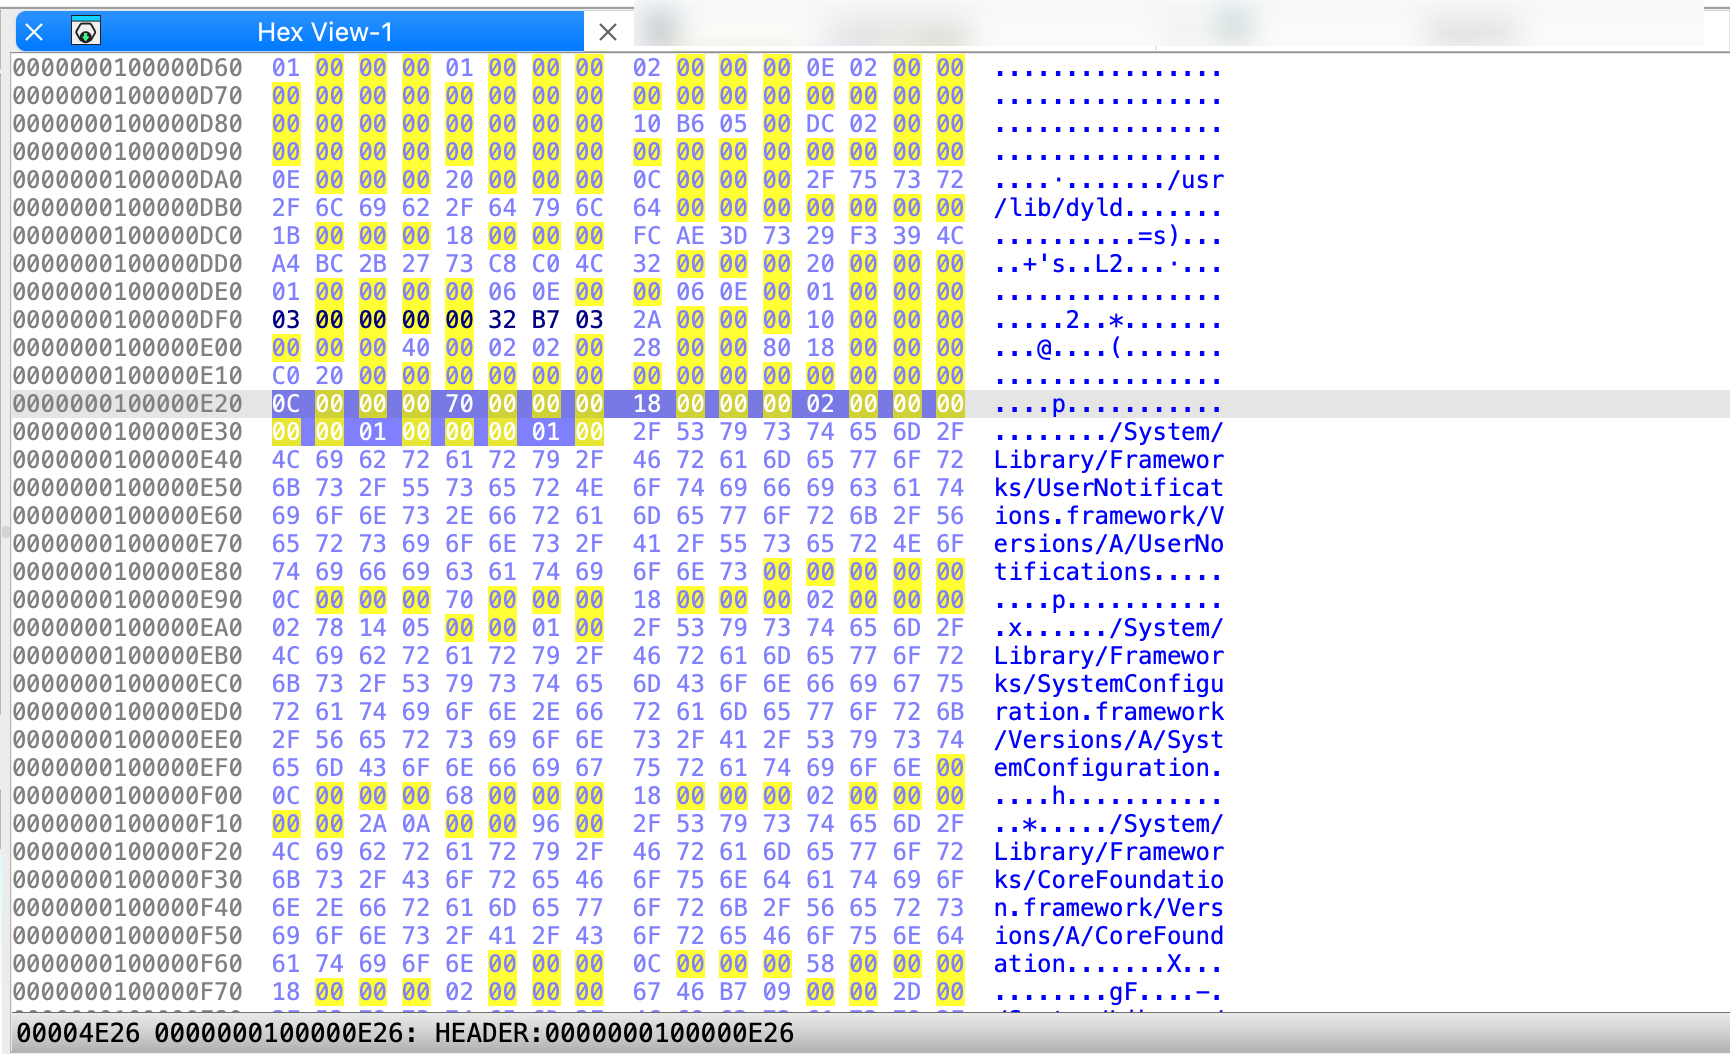 Hex View-1
0000000100000D60 01 00 00 00 01 00 00 00 02 00 00 00 0E 02 00 00 ................
0000000100000D70 00 00 00 00 00 00 00 00 00 00 00 00 00 00 00 00 ................
0000000100000D80 00 00 00 00 00 00 00 00 10 B6 05 00 DC 02 00 00 ................
0000000100000D90 00 00 00 00 00 00 00 00 00 00 00 00 00 00 00 00 ................
0000000100000DA0 0E 00 00 00 20 00 00 00 0C 00 00 00 2F 75 73 72 ....·......./usr
0000000100000DB0 2F 6C 69 62 2F 64 79 6C 64 00 00 00 00 00 00 00 /lib/dyld.......
0000000100000DC0 1B 00 00 00 18 00 00 00 FC AE 3D 73 29 F3 39 4C ..........=s)...
0000000100000DD0 A4 BC 2B 27 73 C8 C0 4C 32 00 00 00 20 00 00 00 ..+'s..L2...·...
0000000100000DE0 01 00 00 00 00 06 0E 00 00 06 0E 00 01 00 00 00 ................
0000000100000DF0 03 00 00 00 00 32 B7 03 2A 00 00 00 10 00 00 00 .....2..*.......
0000000100000E00 00 00 00 40 00 02 02 00 28 00 00 80 18 00 00 00 ...@....(.......
0000000100000E10 C0 20 00 00 00 00 00 00 00 00 00 00 00 00 00 00 ................
0000000100000E20 0C 00 00 00 70 00 00 00 18 00 00 00 02 00 00 00 ....p...........
0000000100000E30 00 00 01 00 00 00 01 00 2F 53 79 73 74 65 6D 2F ......../System/
0000000100000E40 4C 69 62 72 61 72 79 2F 46 72 61 6D 65 77 6F 72 Library/Framewor
0000000100000E50 6B 73 2F 55 73 65 72 4E 6F 74 69 66 69 63 61 74 ks/UserNotificat
0000000100000E60 69 6F 6E 73 2E 66 72 61 6D 65 77 6F 72 6B 2F 56 ions.framework/V
0000000100000E70 65 72 73 69 6F 6E 73 2F 41 2F 55 73 65 72 4E 6F ersions/A/UserNo
0000000100000E80 74 69 66 69 63 61 74 69 6F 6E 73 00 00 00 00 00 tifications.....
0000000100000E90 0C 00 00 00 70 00 00 00 18 00 00 00 02 00 00 00 ....p...........
0000000100000EA0 02 78 14 05 00 00 01 00 2F 53 79 73 74 65 6D 2F .x....../System/
0000000100000EB0 4C 69 62 72 61 72 79 2F 46 72 61 6D 65 77 6F 72 Library/Framewor
0000000100000EC0 6B 73 2F 53 79 73 74 65 6D 43 6F 6E 66 69 67 75 ks/SystemConfigu
0000000100000ED0 72 61 74 69 6F 6E 2E 66 72 61 6D 65 77 6F 72 6B ration.framework
0000000100000EE0 2F 56 65 72 73 69 6F 6E 73 2F 41 2F 53 79 73 74 /Versions/A/Syst
0000000100000EF0 65 6D 43 6F 6E 66 69 67 75 72 61 74 69 6F 6E 00 emConfiguration.
0000000100000F00 0C 00 00 00 68 00 00 00 18 00 00 00 02 00 00 00 ....h...........
0000000100000F10 00 00 2A 0A 00 00 96 00 2F 53 79 73 74 65 6D 2F ..*...../System/
0000000100000F20 4C 69 62 72 61 72 79 2F 46 72 61 6D 65 77 6F 72 Library/Framewor
0000000100000F30 6B 73 2F 43 6F 72 65 46 6F 75 6E 64 61 74 69 6F ks/CoreFoundatio
0000000100000F40 6E 2E 66 72 61 6D 65 77 6F 72 6B 2F 56 65 72 73 n.framework/Vers
0000000100000F50 69 6F 6E 73 2F 41 2F 43 6F 72 65 46 6F 75 6E 64 ions/A/CoreFound
0000000100000F60 61 74 69 6F 6E 00 00 00 0C 00 00 00 58 00 00 00 ation.......X...
0000000100000F70 18 00 00 00 02 00 00 00 67 46 B7 09 00 00 2D 00 ........gF....-.
00004E26 0000000100000E26: HEADER:0000000100000E26